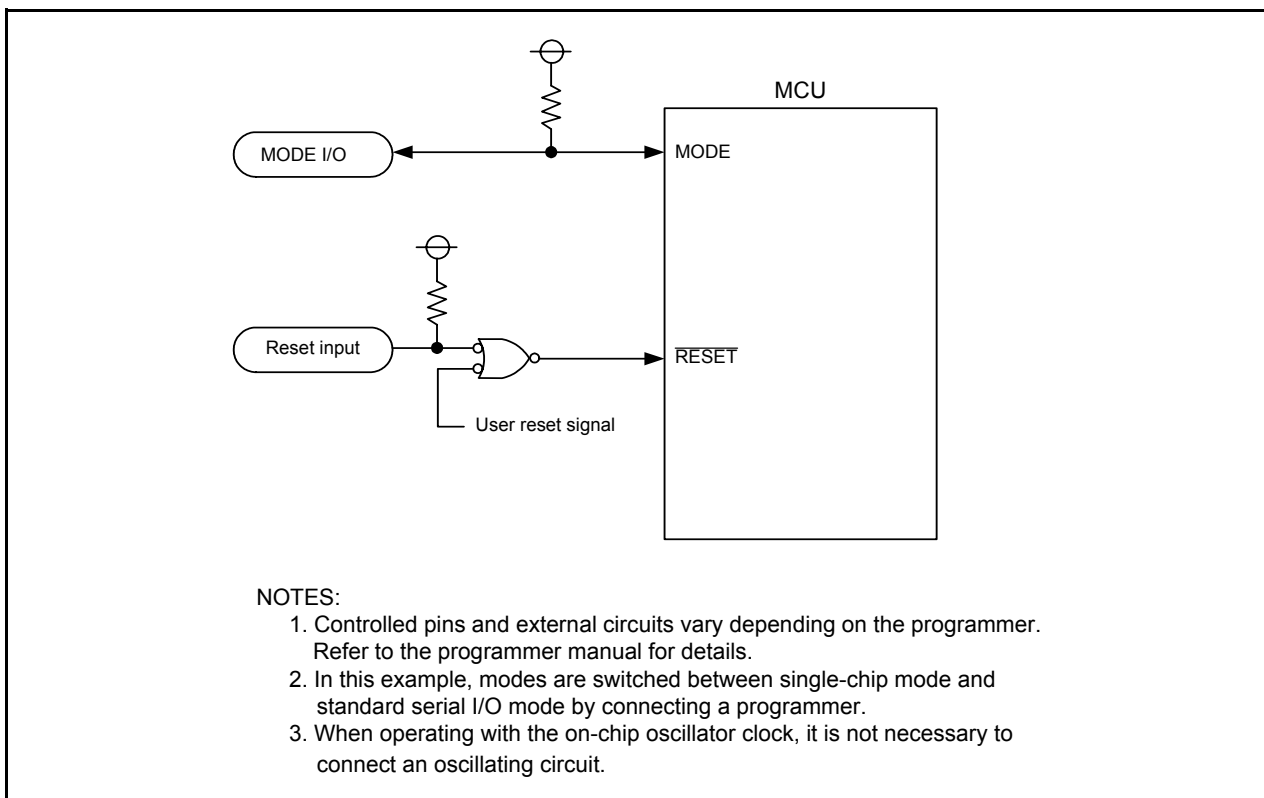 MCU
MODE I/O
MODE
Reset input
RESET
User reset signal
NOTES:
1. Controlled pins and external circuits vary depending on the programmer.
Refer to the programmer manual for details.
2. In this example, modes are switched between single-chip mode and
standard serial I/O mode by connecting a programmer.
3. When operating with the on-chip oscillator clock, it is not necessary to
connect an oscillating circuit.